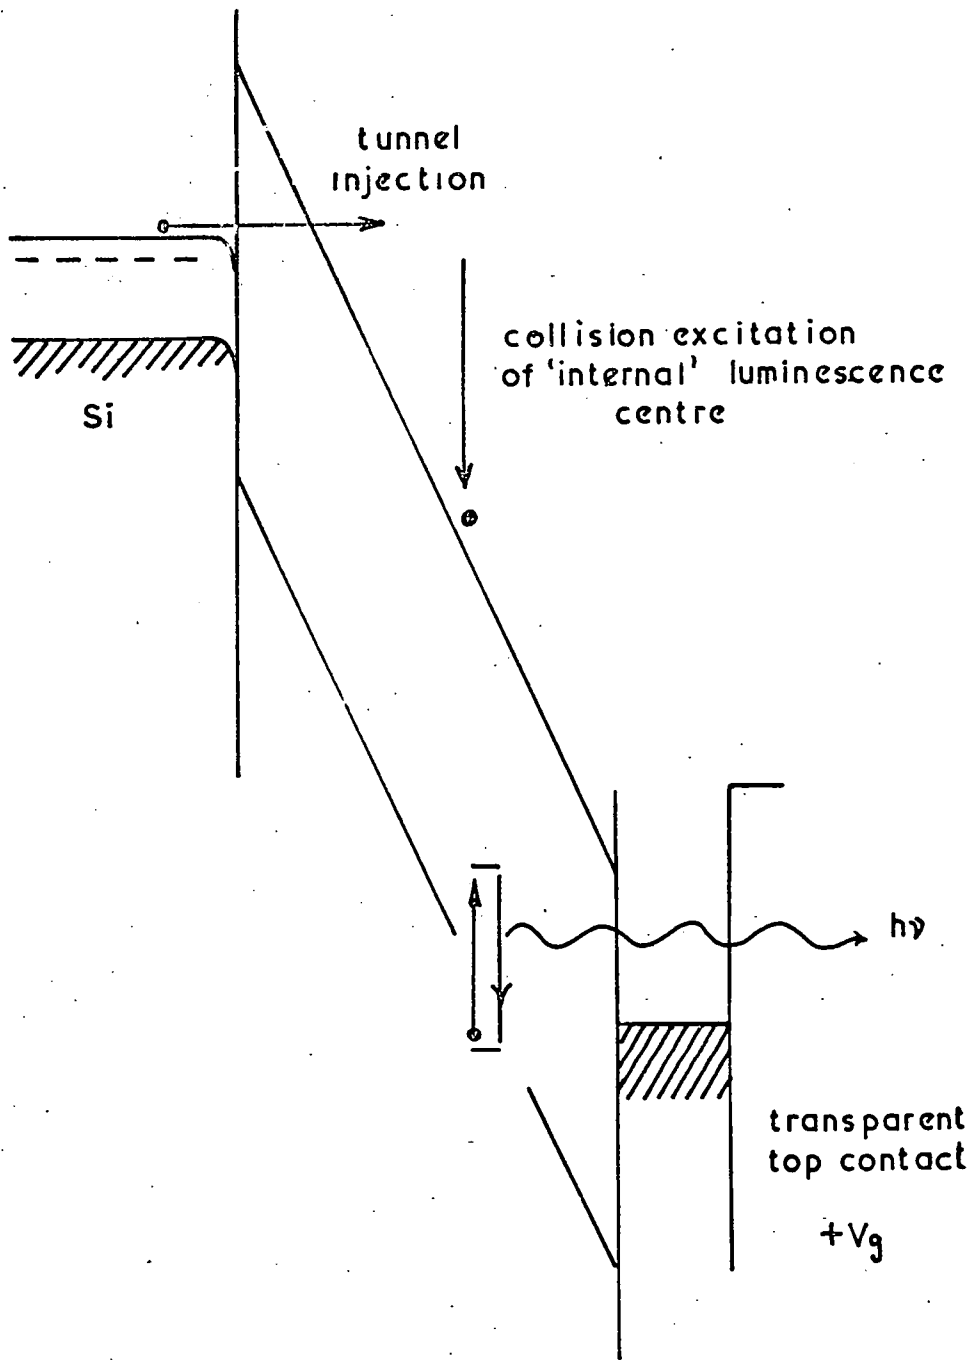 tunnel
injection
collision excitation
of 'internal' luminescence
centre
Si
hν
transparent
top contact
+Vg